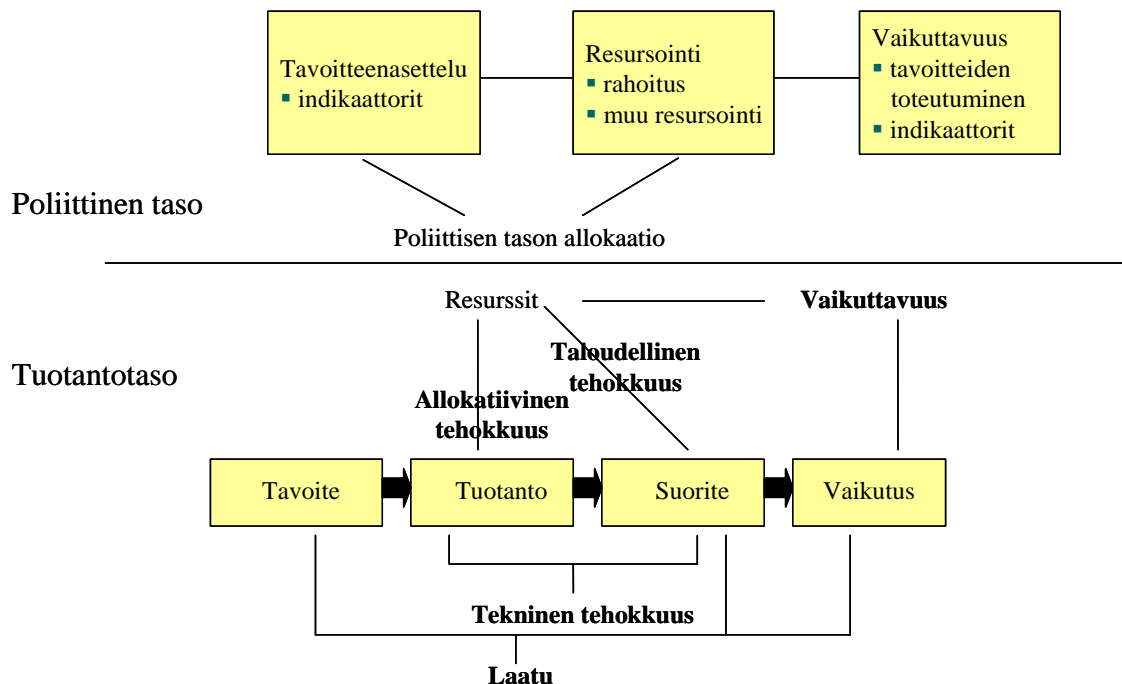 Tavoitteenasettelu
▪ indikaattorit
Resursointi
▪ rahoitus
▪ muu resursointi
Vaikuttavuus
▪ tavoitteiden
toteutuminen
▪ indikaattorit
Poliittinen taso
Poliittisen tason allokaatio
Resurssit
Vaikuttavuus
Taloudellinen
tehokkuus
Tuotantotaso
Allokatiivinen
tehokkuus
Tavoite
Tuotanto
Suorite
Vaikutus
Tekninen tehokkuus
Laatu